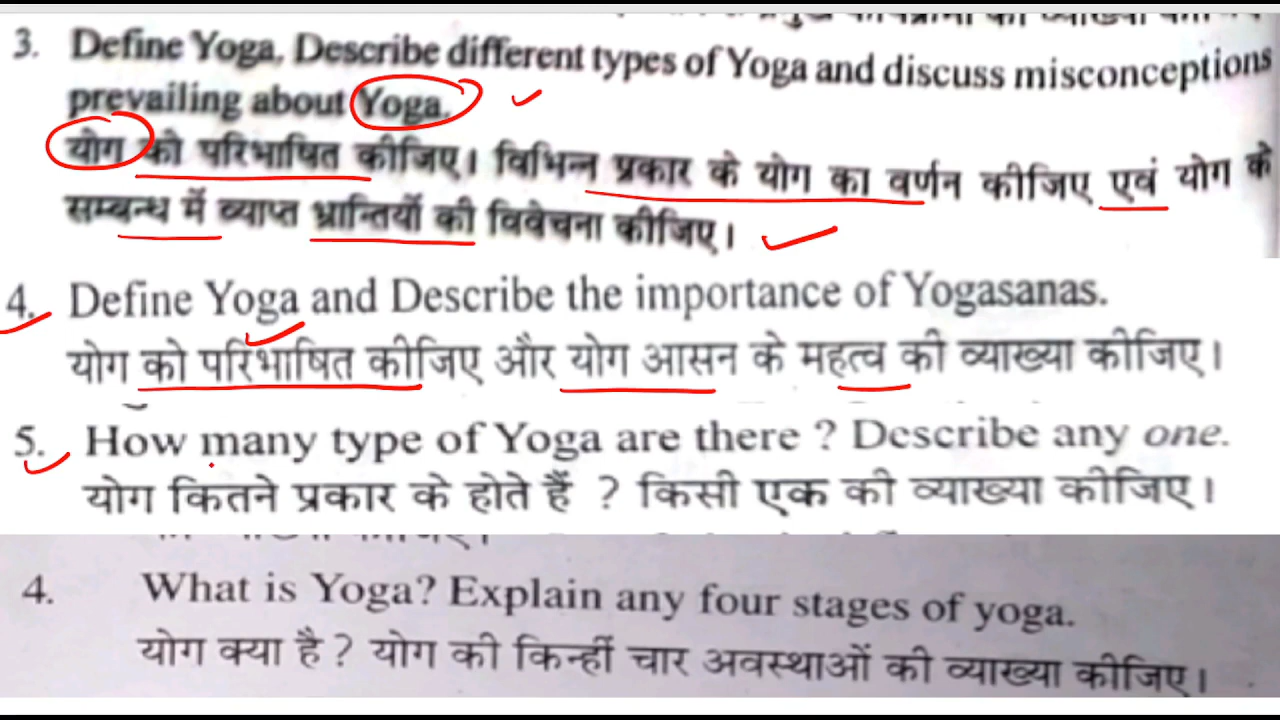 3. Define Yoga. Describe different types of Yoga and discuss misconceptions
prevailing about Yoga.
योग को परिभाषित कीजिए। विभिन्न प्रकार के योग का वर्णन कीजिए एवं योग के
सम्बन्ध में व्याप्त भ्रान्तियों की विवेचना कीजिए।
4. Define Yoga and Describe the importance of Yogasanas.
योग को परिभाषित कीजिए और योग आसन के महत्व की व्याख्या कीजिए।
5. How many type of Yoga are there ? Describe any one.
योग कितने प्रकार के होते हैं ? किसी एक की व्याख्या कीजिए।
4. What is Yoga? Explain any four stages of yoga.
योग क्या है ? योग की किन्हीं चार अवस्थाओं की व्याख्या कीजिए।